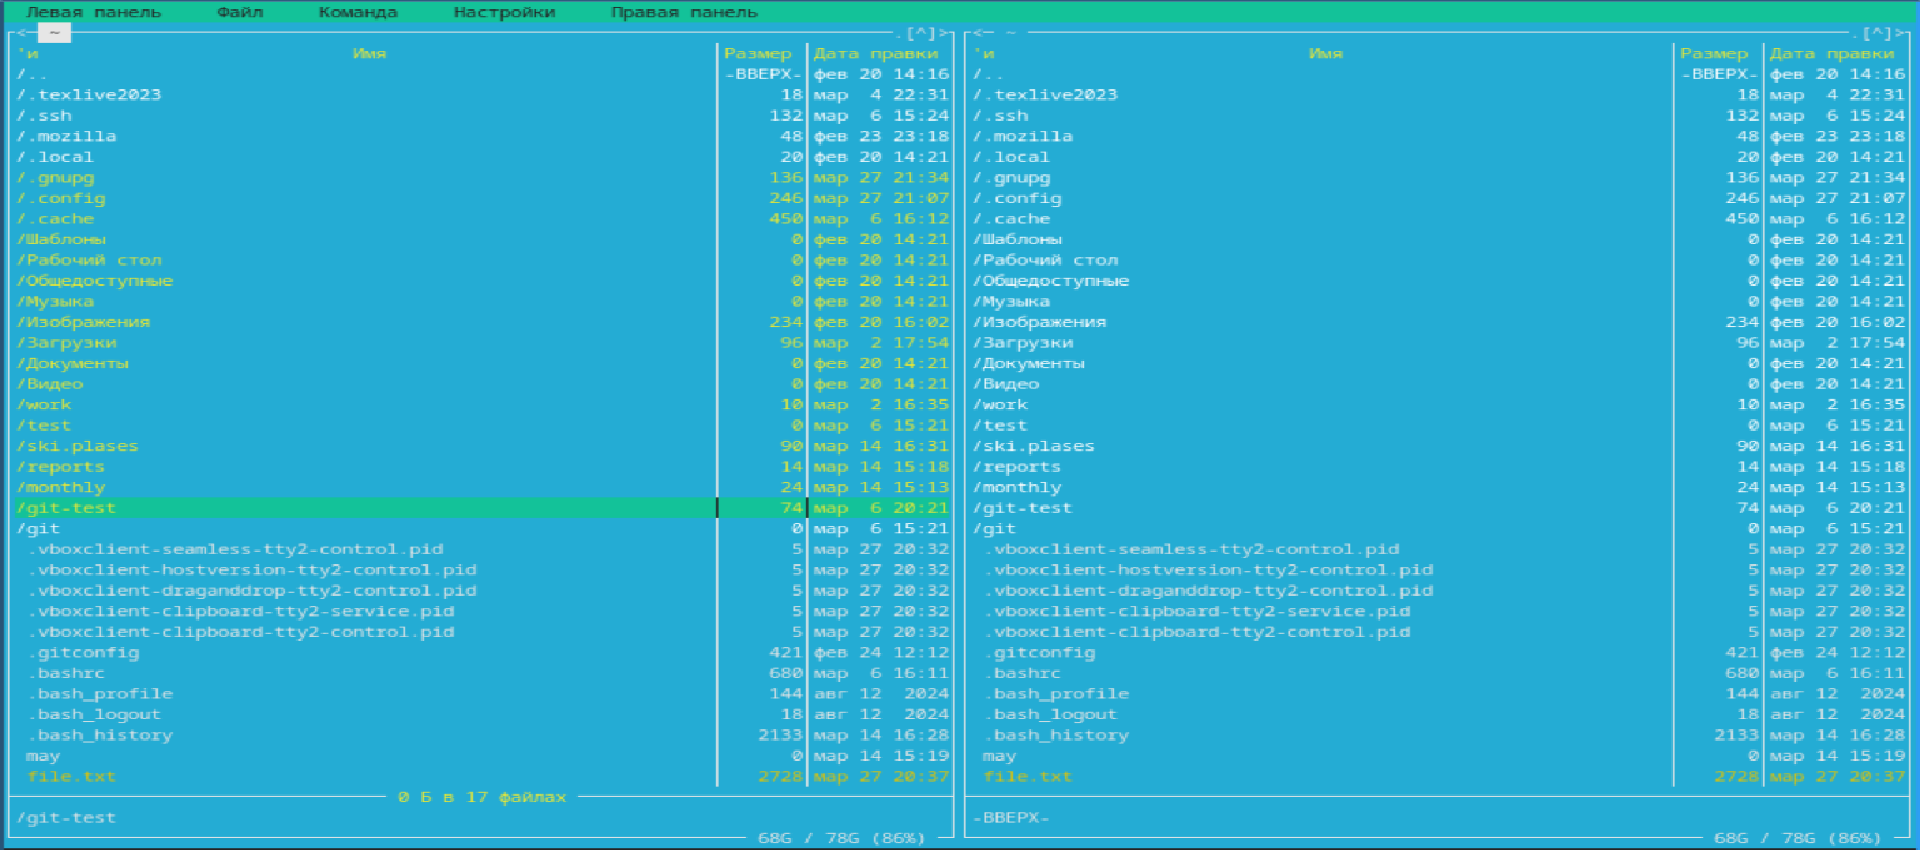 Левая панель Файл Команда Настройки Правая панель
<─ ~ .[^]> <─ ~ .[^]>
'и Имя Размер Дата правки 'и Имя Размер Дата правки
/.. -ВВЕРХ- фев 20 14:16 /.. -ВВЕРХ- фев 20 14:16
/.texlive2023 18 мар 4 22:31 /.texlive2023 18 мар 4 22:31
/.ssh 132 мар 6 15:24 /.ssh 132 мар 6 15:24
/.mozilla 48 фев 23 23:18 /.mozilla 48 фев 23 23:18
/.local 20 фев 20 14:21 /.local 20 фев 20 14:21
/.gnupg 136 мар 27 21:34 /.gnupg 136 мар 27 21:34
/.config 246 мар 27 21:07 /.config 246 мар 27 21:07
/.cache 450 мар 6 16:12 /.cache 450 мар 6 16:12
/Шаблоны 0 фев 20 14:21 /Шаблоны 0 фев 20 14:21
/Рабочий стол 0 фев 20 14:21 /Рабочий стол 0 фев 20 14:21
/Общедоступные 0 фев 20 14:21 /Общедоступные 0 фев 20 14:21
/Музыка 0 фев 20 14:21 /Музыка 0 фев 20 14:21
/Изображения 234 фев 20 16:02 /Изображения 234 фев 20 16:02
/Загрузки 96 мар 2 17:54 /Загрузки 96 мар 2 17:54
/Документы 0 фев 20 14:21 /Документы 0 фев 20 14:21
/Видео 0 фев 20 14:21 /Видео 0 фев 20 14:21
/work 10 мар 2 16:35 /work 10 мар 2 16:35
/test 0 мар 6 15:21 /test 0 мар 6 15:21
/ski.plases 90 мар 14 16:31 /ski.plases 90 мар 14 16:31
/reports 14 мар 14 15:18 /reports 14 мар 14 15:18
/monthly 24 мар 14 15:13 /monthly 24 мар 14 15:13
/git-test 74 мар 6 20:21 /git-test 74 мар 6 20:21
/git 0 мар 6 15:21 /git 0 мар 6 15:21
.vboxclient-seamless-tty2-control.pid 5 мар 27 20:32 .vboxclient-seamless-tty2-control.pid 5 мар 27 20:32
.vboxclient-hostversion-tty2-control.pid 5 мар 27 20:32 .vboxclient-hostversion-tty2-control.pid 5 мар 27 20:32
.vboxclient-draganddrop-tty2-control.pid 5 мар 27 20:32 .vboxclient-draganddrop-tty2-control.pid 5 мар 27 20:32
.vboxclient-clipboard-tty2-service.pid 5 мар 27 20:32 .vboxclient-clipboard-tty2-service.pid 5 мар 27 20:32
.vboxclient-clipboard-tty2-control.pid 5 мар 27 20:32 .vboxclient-clipboard-tty2-control.pid 5 мар 27 20:32
.gitconfig 421 фев 24 12:12 .gitconfig 421 фев 24 12:12
.bashrc 680 мар 6 16:11 .bashrc 680 мар 6 16:11
.bash_profile 144 авг 12 2024 .bash_profile 144 авг 12 2024
.bash_logout 18 авг 12 2024 .bash_logout 18 авг 12 2024
.bash_history 2133 мар 14 16:28 .bash_history 2133 мар 14 16:28
may 0 мар 14 15:19 may 0 мар 14 15:19
file.txt 2728 мар 27 20:37 file.txt 2728 мар 27 20:37
0 Б в 17 файлах
/git-test -ВВЕРХ-
68G / 78G (86%) 68G / 78G (86%)